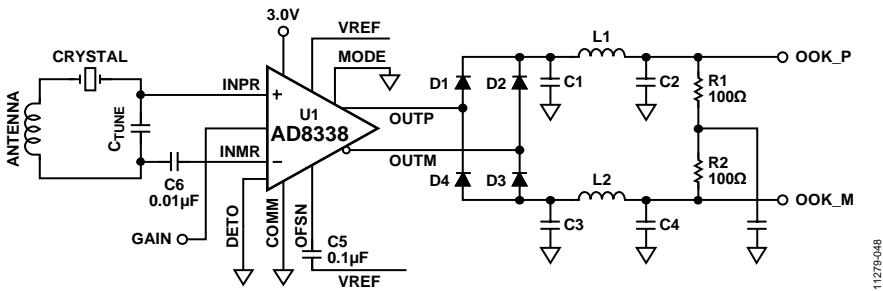 3.0V
VREF
CRYSTAL
MODE
L1
OOK_P
INPR
+
U1
AD8338
D1
D2
C1
C2
R1
100Ω
ANTENNA
CTUNE
OUTP
INMR
−
OUTM
C6
0.01µF
D4
D3
R2
100Ω
L2
OOK_M
GAIN
DETO
COMM
OFSN
C5
0.1µF
VREF
C3
C4
11279-048